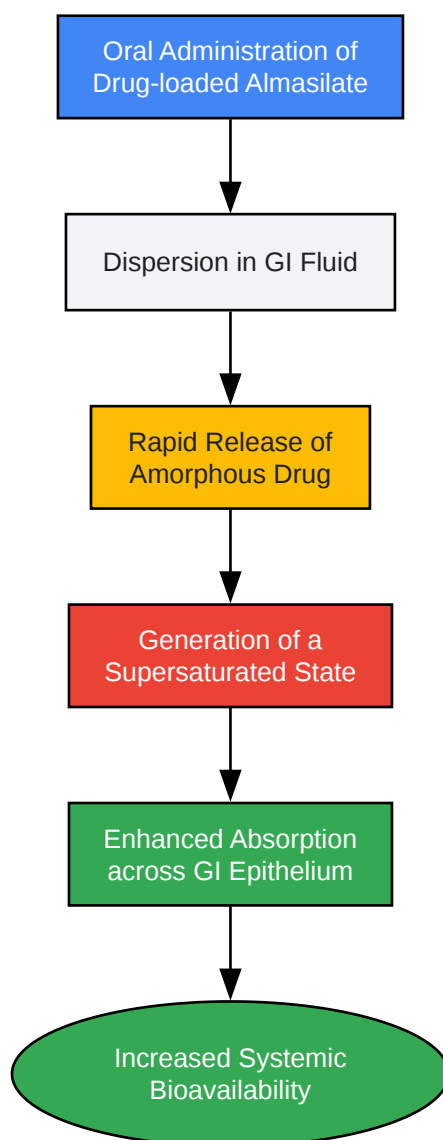 Oral Administration of
Drug-loaded Almasilate
Dispersion in GI Fluid
Rapid Release of
Amorphous Drug
Generation of a
Supersaturated State
Enhanced Absorption
across GI Epithelium
Increased Systemic
Bioavailability